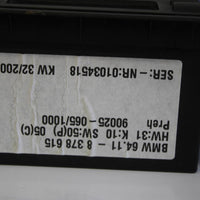 BMW 64.11 - 8 378 615
HW:31 K:10 SW:50(P) 05(C)
Preh 90025-065/1000
SER.-NR:01034518 KW 32/200